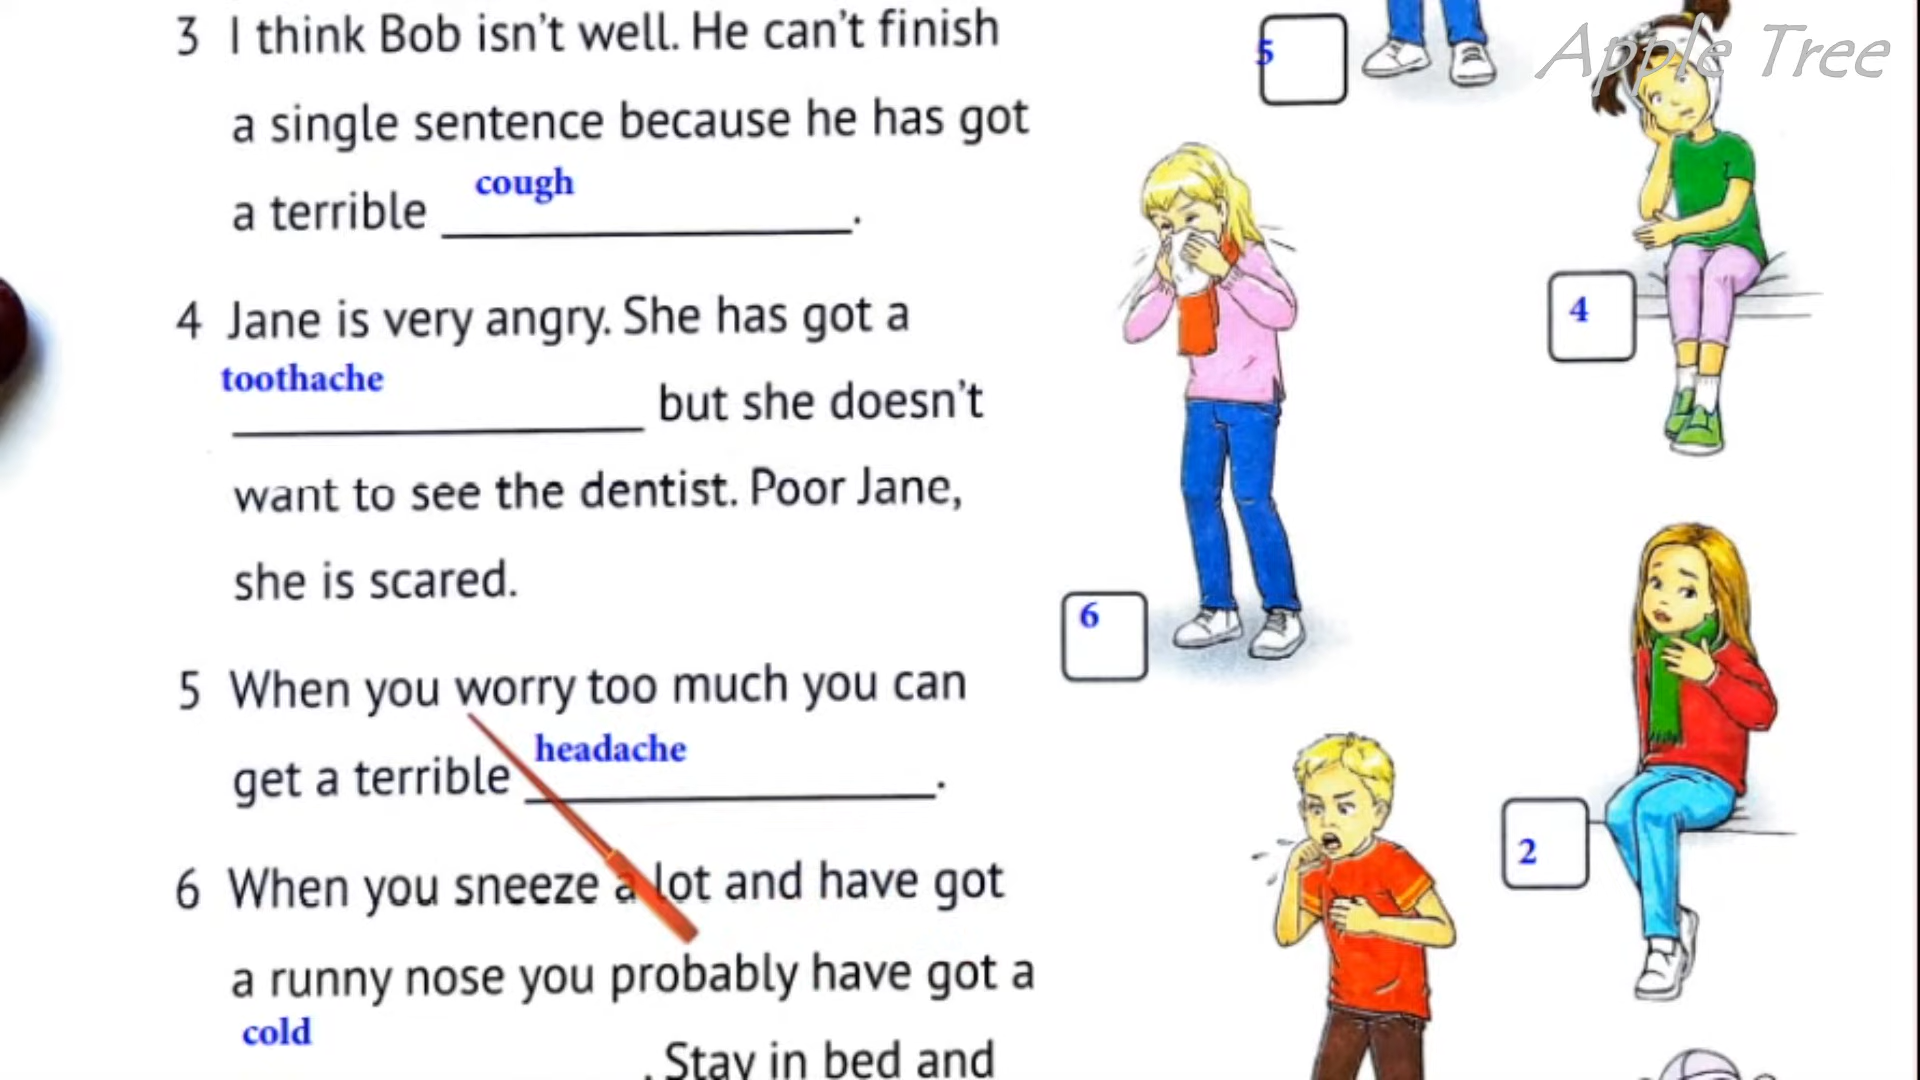 3 I think Bob isn't well. He can't finish
a single sentence because he has got
cough
a terrible ____________.
4 Jane is very angry. She has got a
toothache
____________ but she doesn't
want to see the dentist. Poor Jane,
she is scared.
5 When you worry too much you can
headache
get a terrible ____________.
6 When you sneeze a lot and have got
a runny nose you probably have got a
cold
____________. Stay in bed and
5
Apple Tree
4
6
2